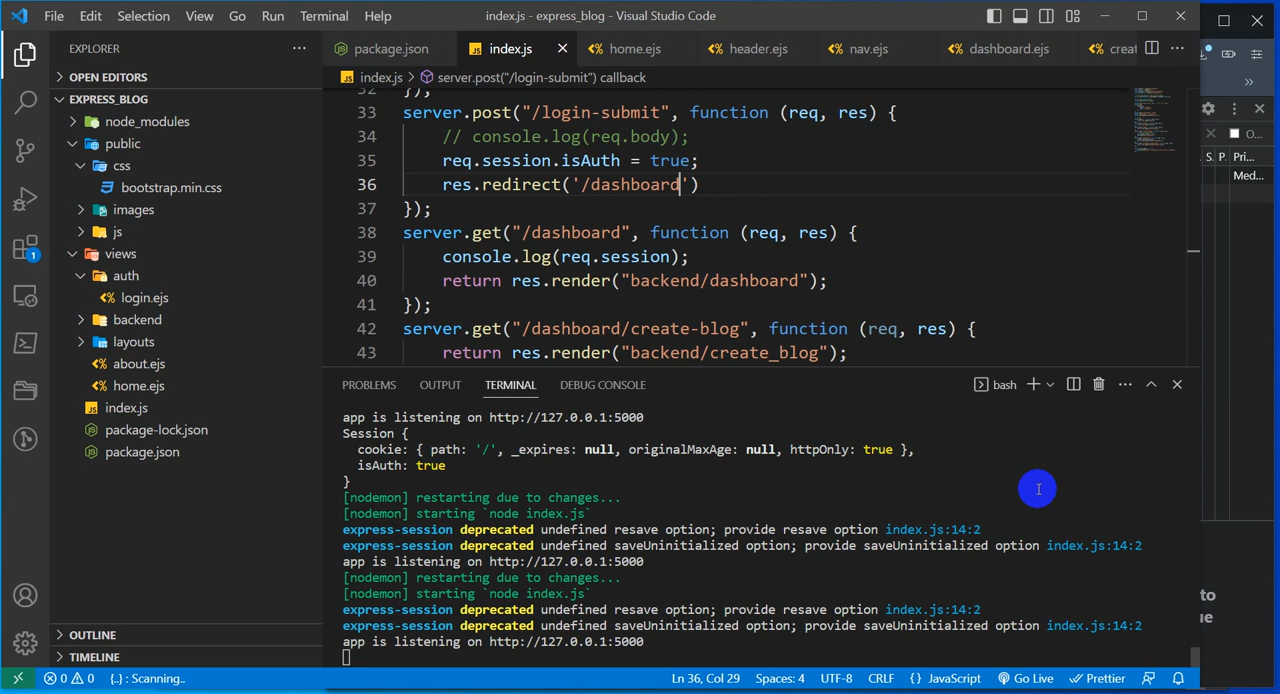 File Edit Selection View Go Run Terminal Help index.js - express_blog - Visual Studio Code
EXPLORER
OPEN EDITORS
EXPRESS_BLOG
node_modules
public
css
bootstrap.min.css
images
js
views
auth
login.ejs
backend
layouts
about.ejs
home.ejs
index.js
package-lock.json
package.json
OUTLINE
TIMELINE
1
package.json index.js home.ejs header.ejs nav.ejs dashboard.ejs creat
index.js > server.post("/login-submit") callback
32 });
33 server.post("/login-submit", function (req, res) {
34 // console.log(req.body);
35 req.session.isAuth = true;
36 res.redirect('/dashboard')
37 });
38 server.get("/dashboard", function (req, res) {
39 console.log(req.session);
40 return res.render("backend/dashboard");
41 });
42 server.get("/dashboard/create-blog", function (req, res) {
43 return res.render("backend/create_blog");
PROBLEMS OUTPUT TERMINAL DEBUG CONSOLE bash
app is listening on http://127.0.0.1:5000
Session {
cookie: { path: '/', _expires: null, originalMaxAge: null, httpOnly: true },
isAuth: true
}
[nodemon] restarting due to changes...
[nodemon] starting `node index.js`
express-session deprecated undefined resave option; provide resave option index.js:14:2
express-session deprecated undefined saveUninitialized option; provide saveUninitialized option index.js:14:2
app is listening on http://127.0.0.1:5000
[nodemon] restarting due to changes...
[nodemon] starting `node index.js`
express-session deprecated undefined resave option; provide resave option index.js:14:2
express-session deprecated undefined saveUninitialized option; provide saveUninitialized option index.js:14:2
app is listening on http://127.0.0.1:5000
0 0 {..} : Scanning.. Ln 36, Col 29 Spaces: 4 UTF-8 CRLF {} JavaScript Go Live Prettier
O...
S. P. Pri...
Med...
to
ue